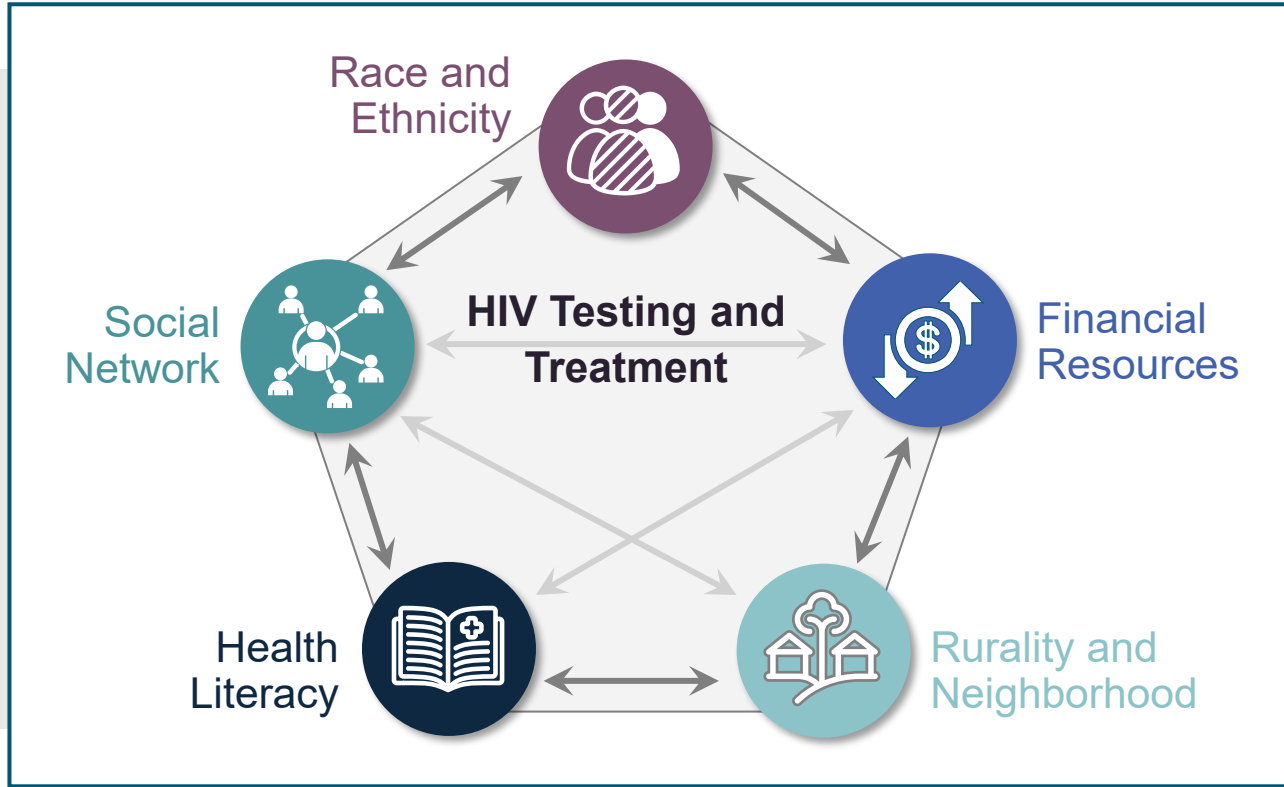 Race and
Ethnicity
HIV Testing and
Treatment
Social
Network
$
Financial
Resources
Health
Literacy
Rurality and
Neighborhood